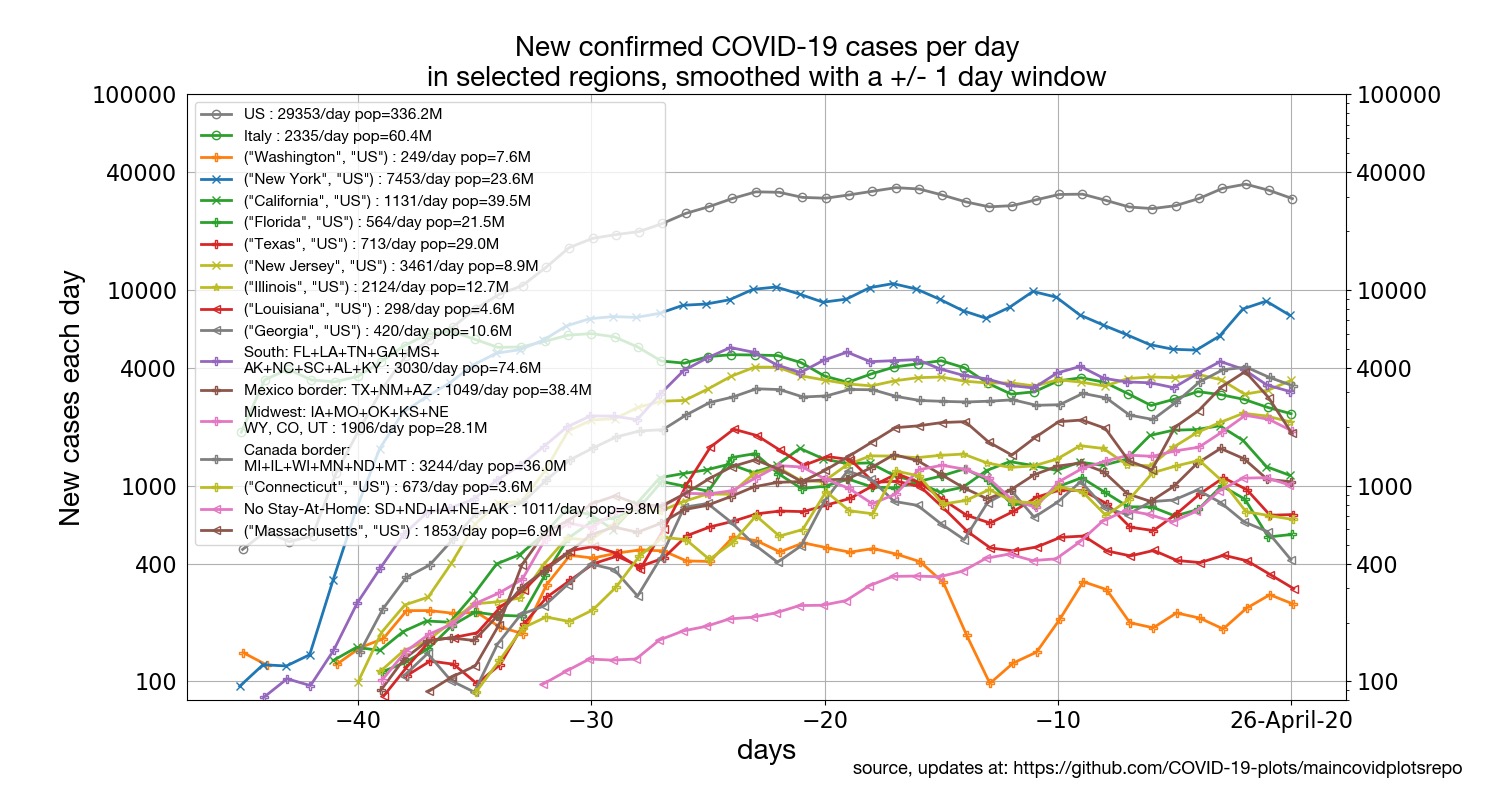 New confirmed COVID-19 cases per day
in selected regions, smoothed with a +/- 1 day window
New cases each day
100000
40000
10000
4000
1000
400
100
US : 29353/day pop=336.2M
Italy : 2335/day pop=60.4M
("Washington", "US") : 249/day pop=7.6M
("New York", "US") : 7453/day pop=23.6M
("California", "US") : 1131/day pop=39.5M
("Florida", "US") : 564/day pop=21.5M
("Texas", "US") : 713/day pop=29.0M
("New Jersey", "US") : 3461/day pop=8.9M
("Illinois", "US") : 2124/day pop=12.7M
("Louisiana", "US") : 298/day pop=4.6M
("Georgia", "US") : 420/day pop=10.6M
South: FL+LA+TN+GA+MS+
AK+NC+SC+AL+KY : 3030/day pop=74.6M
Mexico border: TX+NM+AZ : 1049/day pop=38.4M
Midwest: IA+MO+OK+KS+NE
WY, CO, UT : 1906/day pop=28.1M
Canada border:
MI+IL+WI+MN+ND+MT : 3244/day pop=36.0M
("Connecticut", "US") : 673/day pop=3.6M
No Stay-At-Home: SD+ND+IA+NE+AK : 1011/day pop=9.8M
("Massachusetts", "US") : 1853/day pop=6.9M
100000
40000
10000
4000
1000
400
100
−40 −30 −20 −10 26-April-20
days
source, updates at: https://github.com/COVID-19-plots/maincovidplotsrepo